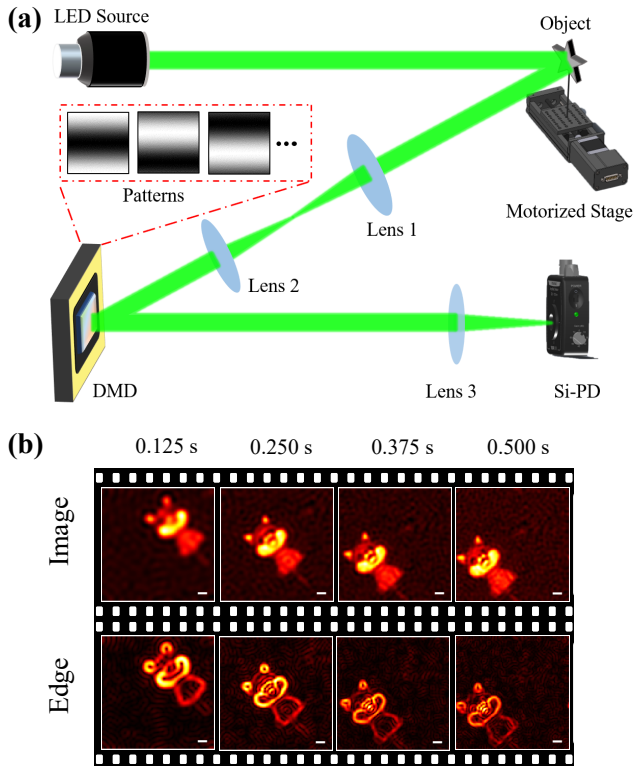 (a)
LED Source
Object
Patterns
Motorized Stage
Lens 1
Lens 2
DMD
Lens 3
Si-PD
(b)
0.125 s 0.250 s 0.375 s 0.500 s
Image
Edge